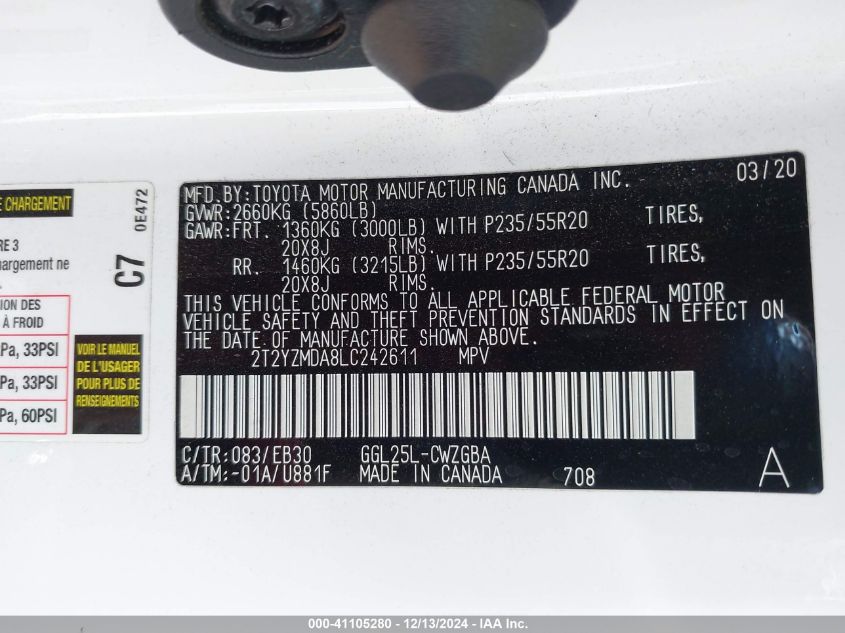 MFD.BY:TOYOTA MOTOR MANUFACTURING CANADA INC. 03/20
GVWR:2660KG (5860LB)
GAWR:FRT. 1360KG (3000LB) WITH P235/55R20 TIRES,
20X8J RIMS.
RR. 1460KG (3215LB) WITH P235/55R20 TIRES,
20X8J RIMS.
THIS VEHICLE CONFORMS TO ALL APPLICABLE FEDERAL MOTOR
VEHICLE SAFETY AND THEFT PREVENTION STANDARDS IN EFFECT ON
THE DATE OF MANUFACTURE SHOWN ABOVE.
2T2YZMDA8LC242611 MPV
C/TR:083/EB30 GGL25L-CWZGBA
A/TM:-01A/U881F MADE IN CANADA 708 A
E CHARGEMENT
RE 3
hargement ne
ION DES
À FROID
Pa, 33PSI
Pa, 33PSI
Pa, 60PSI
VOIR LE MANUEL
DE L'USAGER
POUR PLUS DE
RENSEIGNEMENTS
C7
0E472
000-41105280 - 12/13/2024 - IAA Inc.